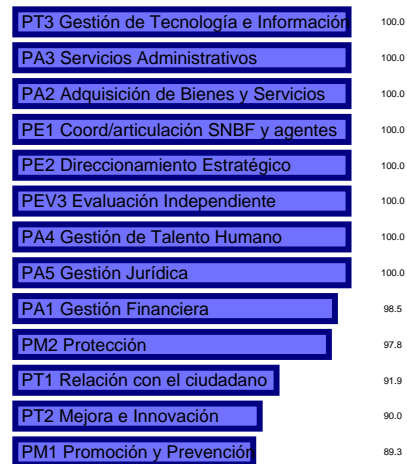 PT3 Gestión de Tecnología e Información 100.0
PA3 Servicios Administrativos 100.0
PA2 Adquisición de Bienes y Servicios 100.0
PE1 Coord/articulación SNBF y agentes 100.0
PE2 Direccionamiento Estratégico 100.0
PEV3 Evaluación Independiente 100.0
PA4 Gestión de Talento Humano 100.0
PA5 Gestión Jurídica 100.0
PA1 Gestión Financiera 98.5
PM2 Protección 97.8
PT1 Relación con el ciudadano 91.9
PT2 Mejora e Innovación 90.0
PM1 Promoción y Prevención 89.3